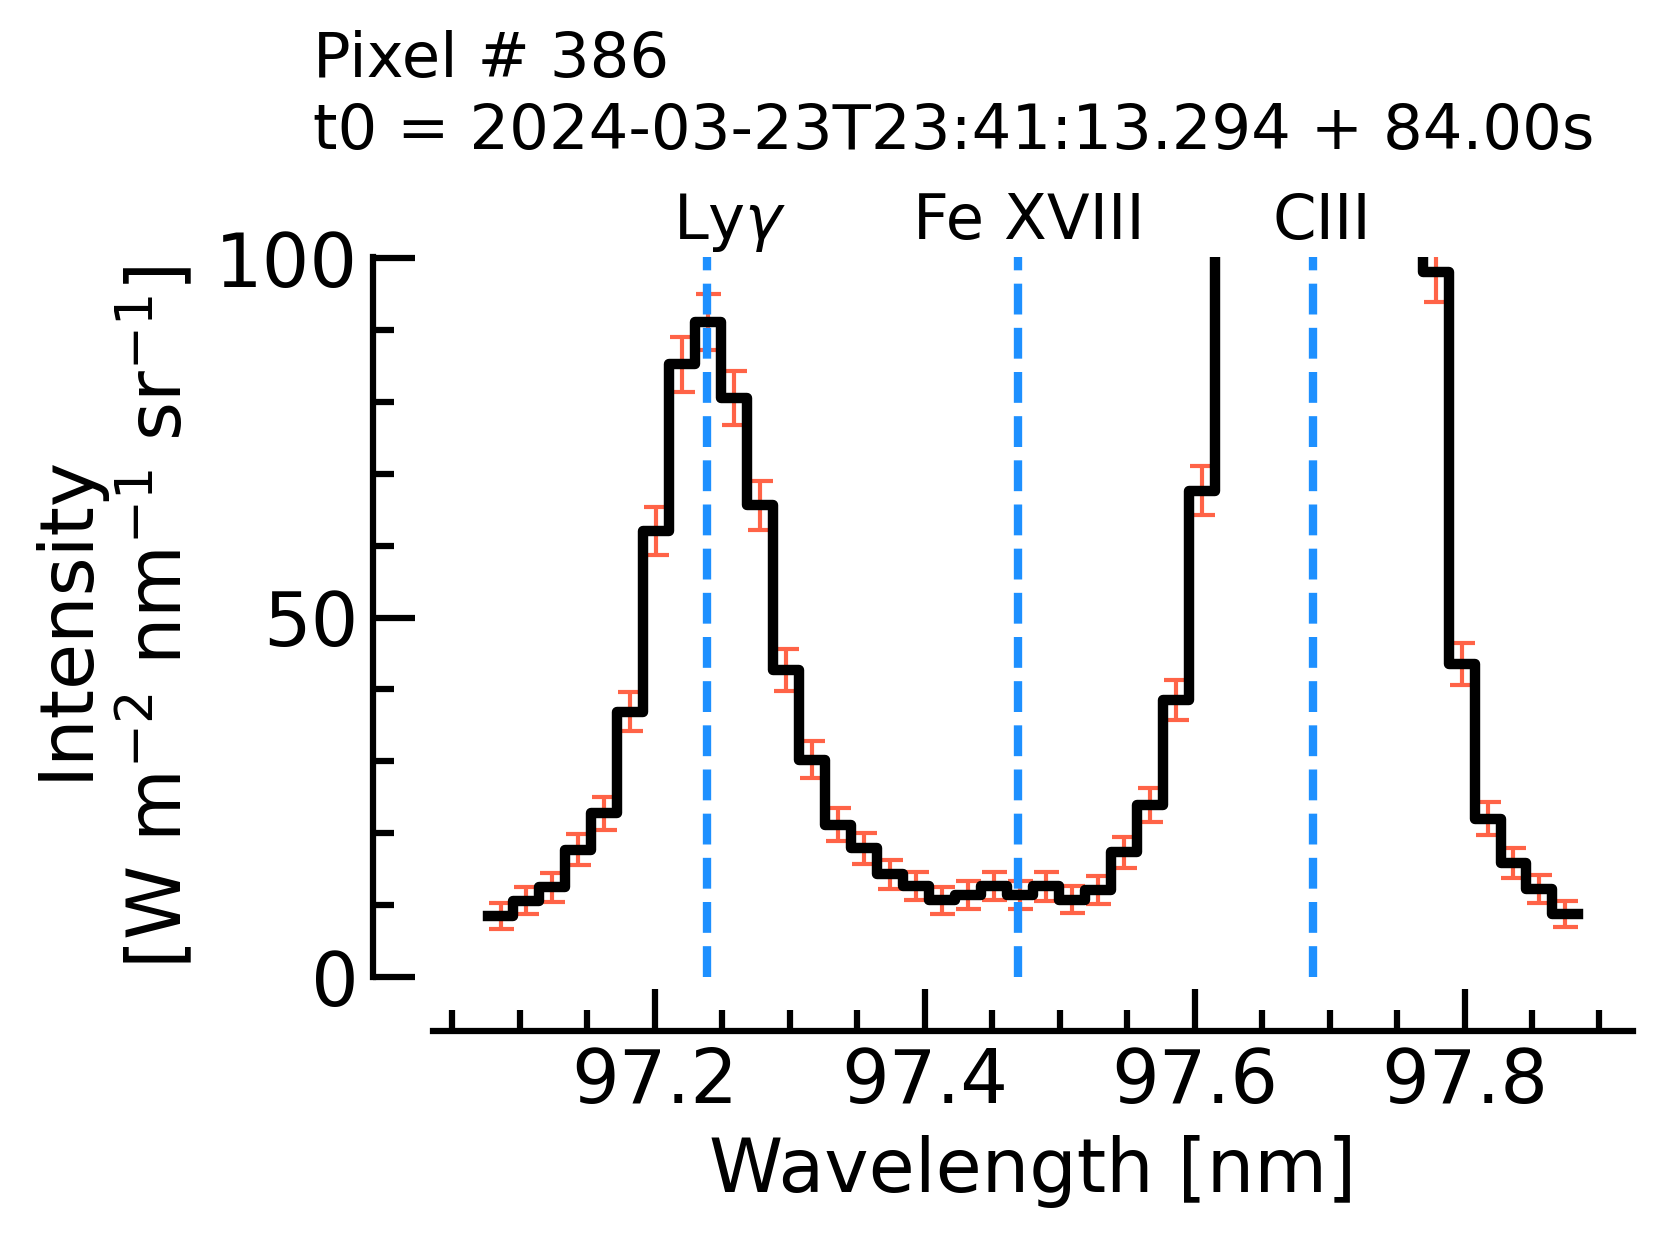 Pixel # 386
t0 = 2024-03-23T23:41:13.294 + 84.00s
Lyγ Fe XVIII CIII
Intensity
[W m⁻² nm⁻¹ sr⁻¹]
100
50
0
97.2 97.4 97.6 97.8
Wavelength [nm]